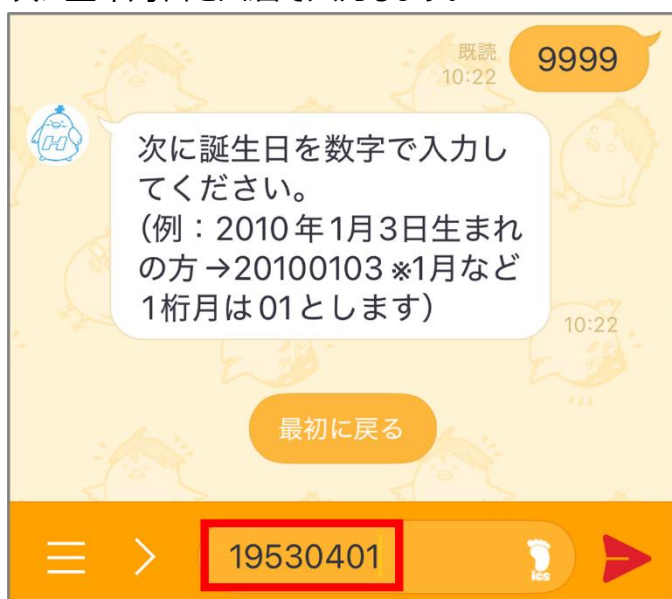 既読
10:22
9999
次に誕生日を数字で入力し
てください。
(例：2010年1月3日生まれ
の方→20100103 ※1月など
1桁月は01とします)
10:22
最初に戻る
19530401
ics